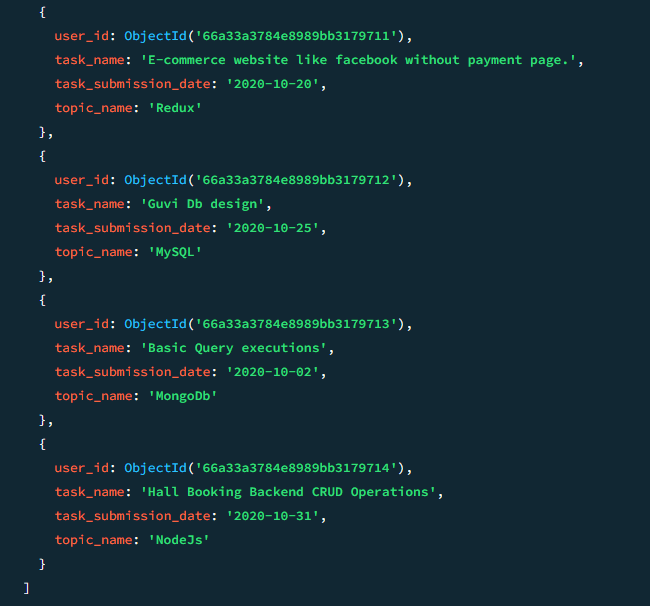 {
user_id: ObjectId('66a33a3784e8989bb3179711'),
task_name: 'E-commerce website like facebook without payment page.',
task_submission_date: '2020-10-20',
topic_name: 'Redux'
},
{
user_id: ObjectId('66a33a3784e8989bb3179712'),
task_name: 'Guvi Db design',
task_submission_date: '2020-10-25',
topic_name: 'MySQL'
},
{
user_id: ObjectId('66a33a3784e8989bb3179713'),
task_name: 'Basic Query executions',
task_submission_date: '2020-10-02',
topic_name: 'MongoDb'
},
{
user_id: ObjectId('66a33a3784e8989bb3179714'),
task_name: 'Hall Booking Backend CRUD Operations',
task_submission_date: '2020-10-31',
topic_name: 'NodeJs'
}
]